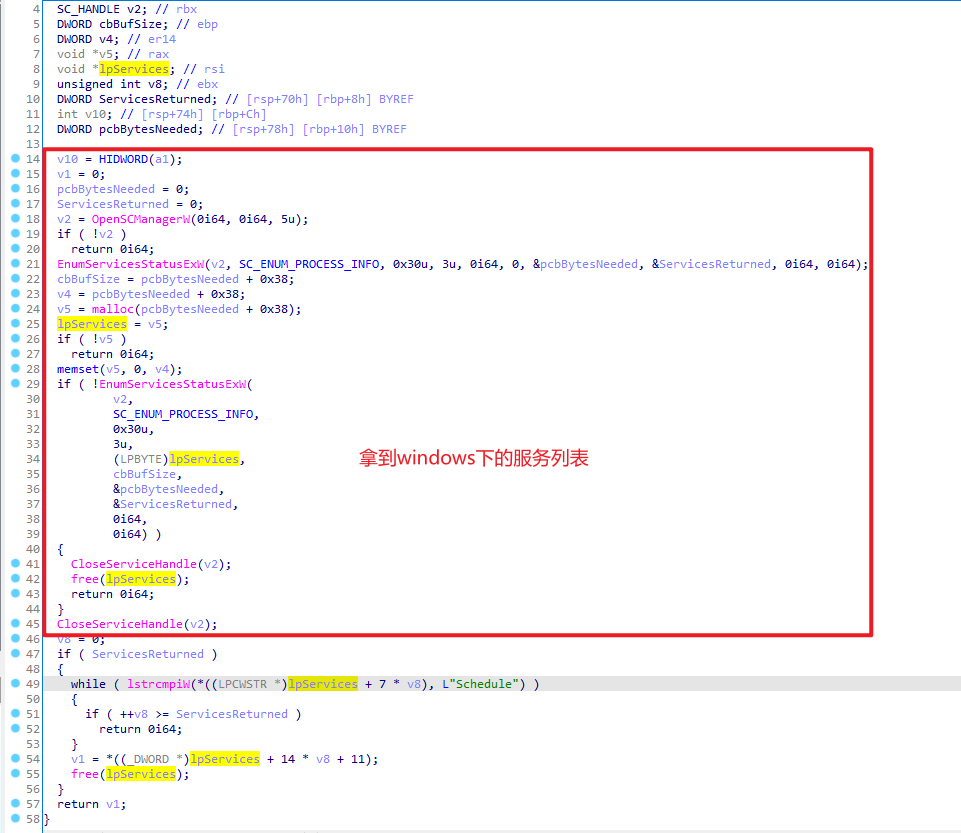 4 SC_HANDLE v2; // rbx
5 DWORD cbBufSize; // ebp
6 DWORD v4; // er14
7 void *v5; // rax
8 void *lpServices; // rsi
9 unsigned int v8; // ebx
10 DWORD ServicesReturned; // [rsp+70h] [rbp+8h] BYREF
11 int v10; // [rsp+74h] [rbp+Ch]
12 DWORD pcbBytesNeeded; // [rsp+78h] [rbp+10h] BYREF
13
14 v10 = HIDWORD(a1);
15 v1 = 0;
16 pcbBytesNeeded = 0;
17 ServicesReturned = 0;
18 v2 = OpenSCManagerW(0i64, 0i64, 5u);
19 if ( !v2 )
20 return 0i64;
21 EnumServicesStatusExW(v2, SC_ENUM_PROCESS_INFO, 0x30u, 3u, 0i64, 0, &pcbBytesNeeded, &ServicesReturned, 0i64, 0i64);
22 cbBufSize = pcbBytesNeeded + 0x38;
23 v4 = pcbBytesNeeded + 0x38;
24 v5 = malloc(pcbBytesNeeded + 0x38);
25 lpServices = v5;
26 if ( !v5 )
27 return 0i64;
28 memset(v5, 0, v4);
29 if ( !EnumServicesStatusExW(
30 v2,
31 SC_ENUM_PROCESS_INFO,
32 0x30u,
33 3u,
34 (LPBYTE)lpServices,
35 cbBufSize,
36 &pcbBytesNeeded,
37 &ServicesReturned,
38 0i64,
39 0i64) )
拿到windows下的服务列表
40 {
41 CloseServiceHandle(v2);
42 free(lpServices);
43 return 0i64;
44 }
45 CloseServiceHandle(v2);
46 v8 = 0;
47 if ( ServicesReturned )
48 {
49 while ( lstrcmpiW(*((LPCWSTR *)lpServices + 7 * v8), L"Schedule") )
50 {
51 if ( ++v8 >= ServicesReturned )
52 return 0i64;
53 }
54 v1 = *((_DWORD *)lpServices + 14 * v8 + 11);
55 free(lpServices);
56 }
57 return v1;
58 }